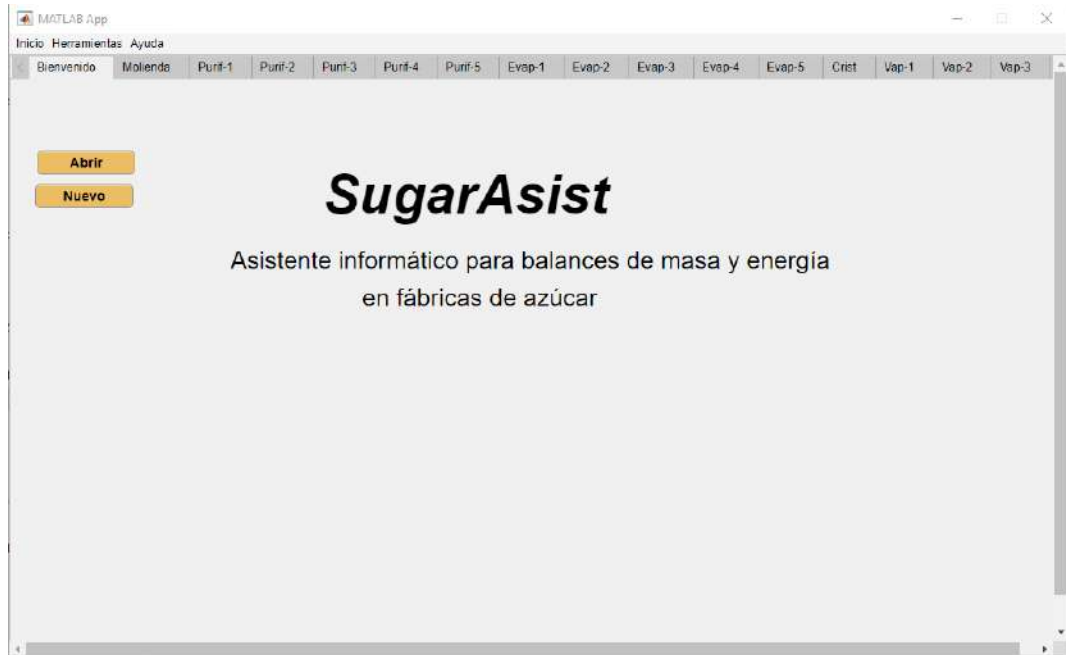 MATLAB App
Inicio Herramientas Ayuda
Bienvenido Molienda Purif-1 Purif-2 Purif-3 Purif-4 Purif-5 Evap-1 Evap-2 Evap-3 Evap-4 Evap-5 Crist Vap-1 Vap-2 Vap-3
Abrir
Nuevo
SugarAsist
Asistente informático para balances de masa y energía
en fábricas de azúcar